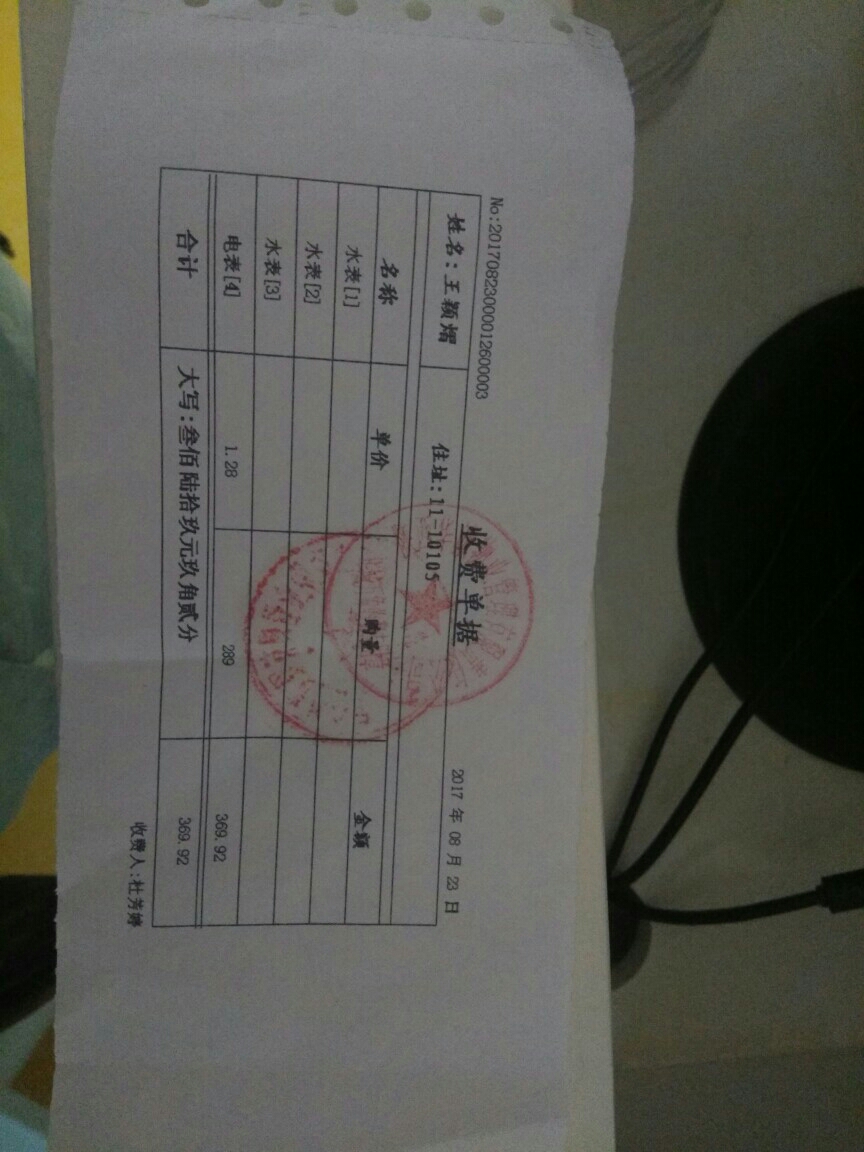 收费单据
No:2017082300001260003
2017 年 08 月 23 日
姓名:王颖熠 住址:11-10105
名称 单价 购量 金额
水表[1]
水表[2]
水表[3]
电表[4] 1.28 289 369.92
合计 大写:叁佰陆拾玖元玖角贰分 369.92
收费人:杜芳婷